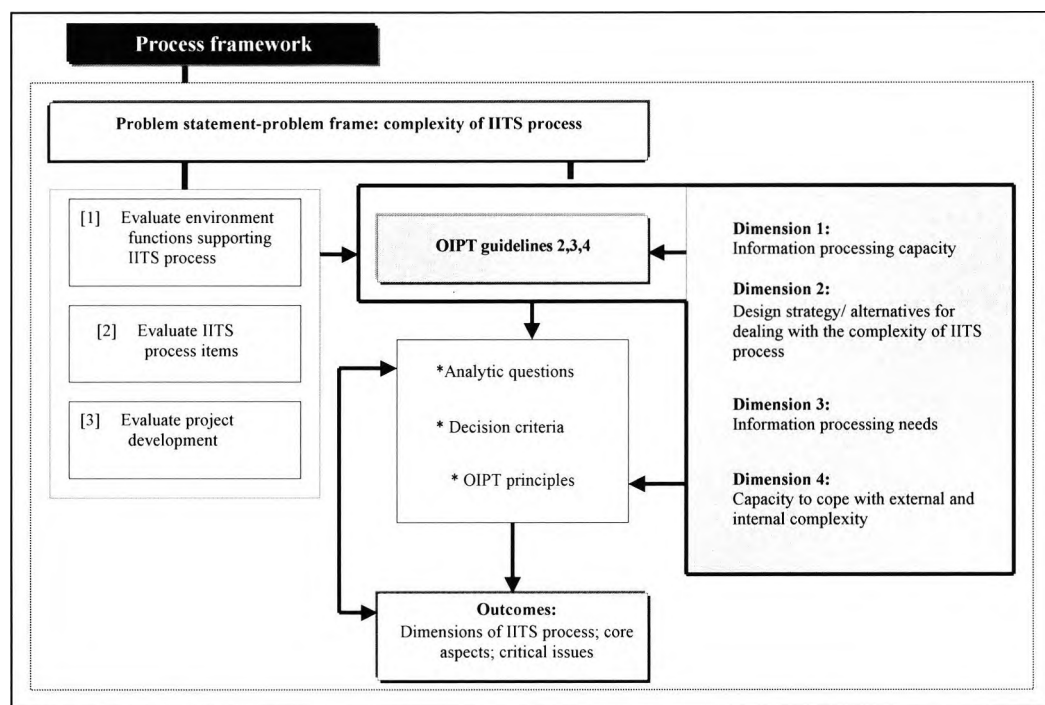 Process framework
Problem statement-problem frame: complexity of IITS process
[1] Evaluate environment
functions supporting
IITS process
[2] Evaluate IITS
process items
[3] Evaluate project
development
OIPT guidelines 2,3,4
*Analytic questions
* Decision criteria
* OIPT principles
Outcomes:
Dimensions of IITS process; core
aspects; critical issues
Dimension 1:
Information processing capacity
Dimension 2:
Design strategy/ alternatives for
dealing with the complexity of IITS
process
Dimension 3:
Information processing needs
Dimension 4:
Capacity to cope with external and
internal complexity